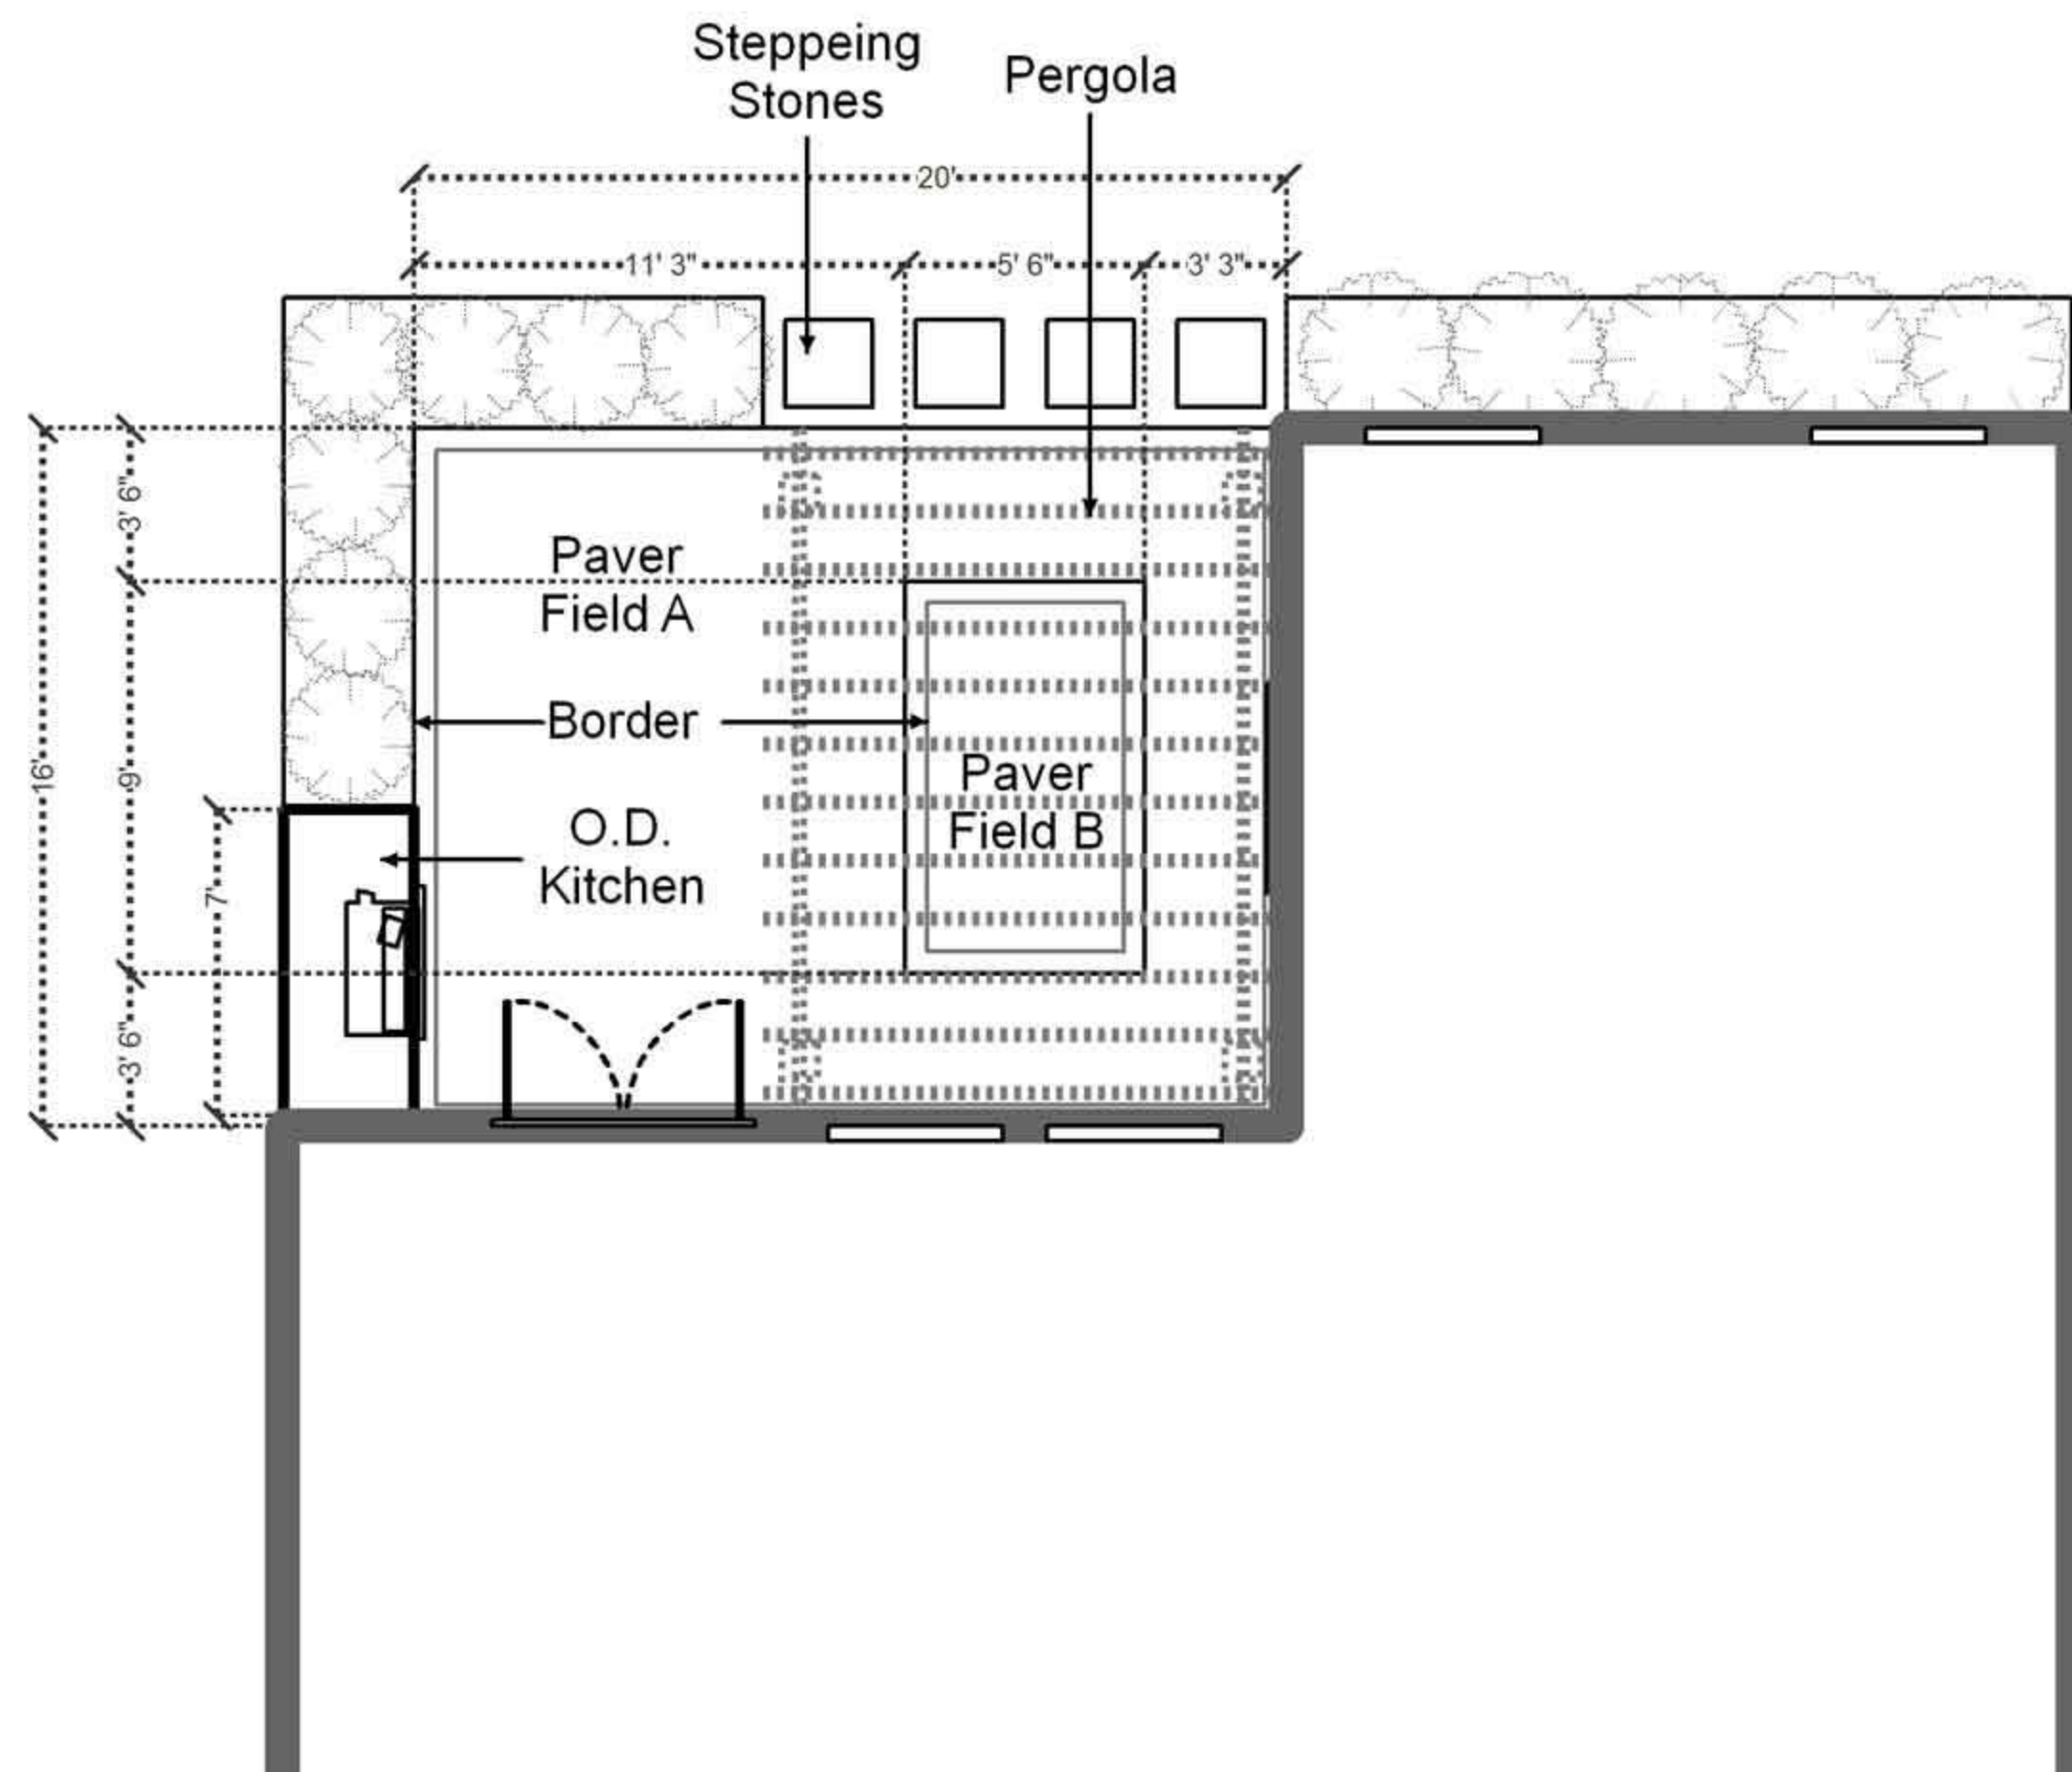 Steppeing
Stones
Pergola
20'
11' 3"
5' 6"
3' 3"
3' 6"
Paver
Field A
Border
16'
9'
Paver
Field B
O.D.
Kitchen
7'
3' 6"